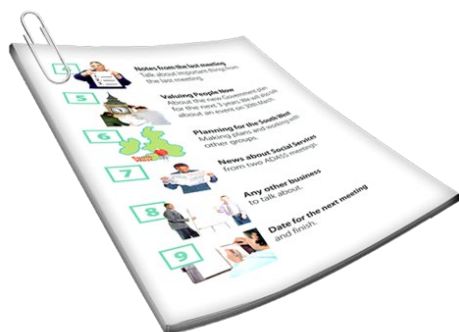 4
Notes from the last meeting
Talk about important things from
the last meeting.
5
Valuing People Now
About the new Government plan
for the next 3 years. We will also talk
about an event on 30th March.
6
Planning for the South West
Making plans and working with
other groups.
7
News about Social Services
from two ADASS meetings.
8
Any other business
to talk about.
9
Date for the next meeting
and finish.